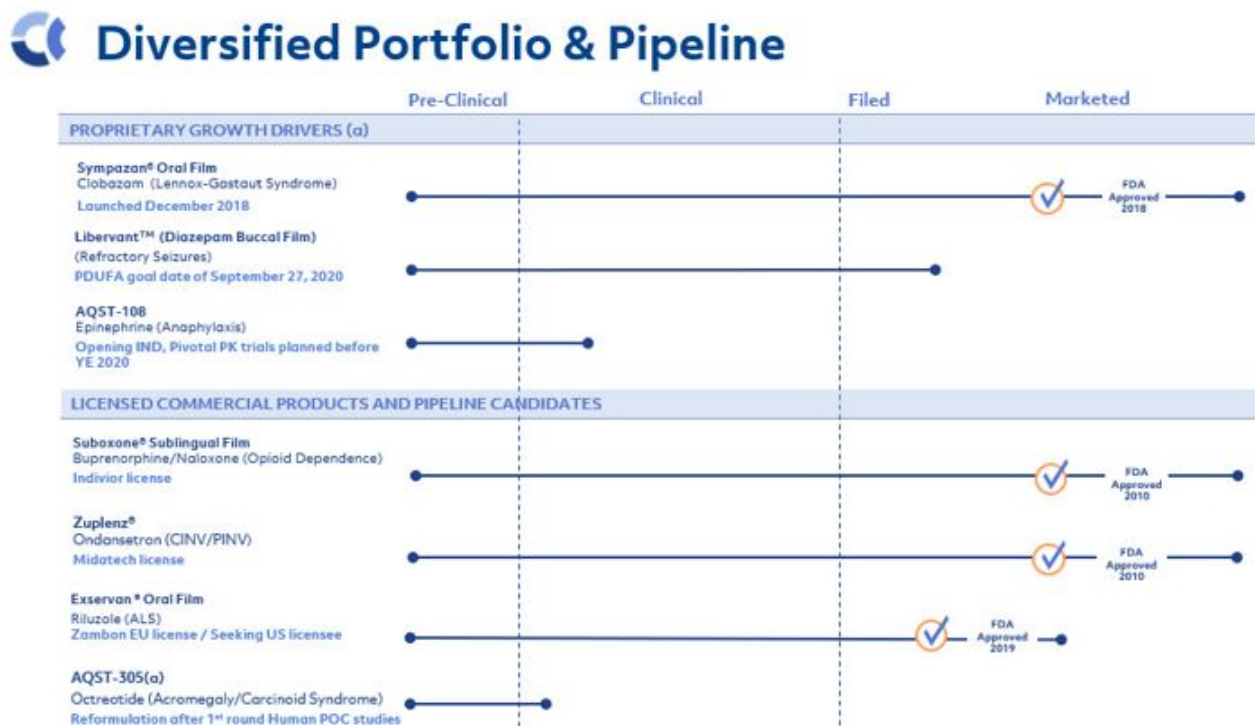 Diversified Portfolio & Pipeline
Pre-Clinical Clinical Filed Marketed
PROPRIETARY GROWTH DRIVERS (a)
Sympazan® Oral Film
Clobazam (Lennox-Gastaut Syndrome)
Launched December 2018
FDA
Approved
2018
Libervant™ (Diazepam Buccal Film)
(Refractory Seizures)
PDUFA goal date of September 27, 2020
AQST-108
Epinephrine (Anaphylaxis)
Opening IND, Pivotal PK trials planned before
YE 2020
LICENSED COMMERCIAL PRODUCTS AND PIPELINE CANDIDATES
Suboxone® Sublingual Film
Buprenorphine/Naloxone (Opioid Dependence)
Indivior license
FDA
Approved
2010
Zuplenz®
Ondansetron (CINV/PINV)
Midatech license
FDA
Approved
2010
Exservan® Oral Film
Riluzole (ALS)
Zambon EU license / Seeking US licensee
FDA
Approved
2019
AQST-305(a)
Octreotide (Acromegaly/Carcinoid Syndrome)
Reformulation after 1st round Human POC studies